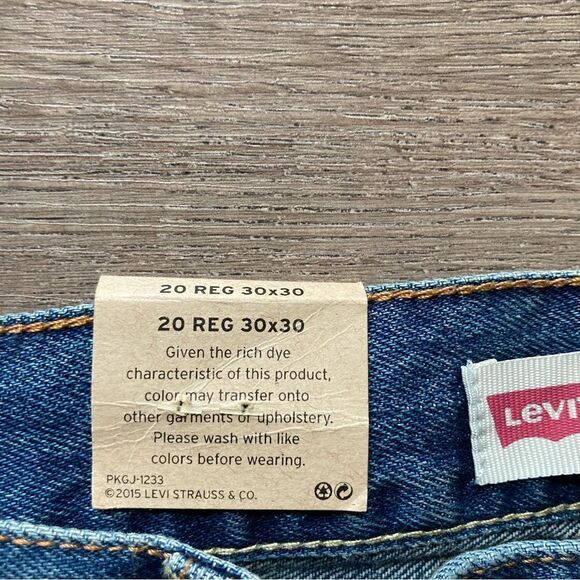 20 REG 30x30
20 REG 30x30
Given the rich dye
characteristic of this product,
color may transfer onto
other garments or upholstery.
Please wash with like
colors before wearing.
PKGJ-1233
©2015 LEVI STRAUSS & CO.
LEVI'